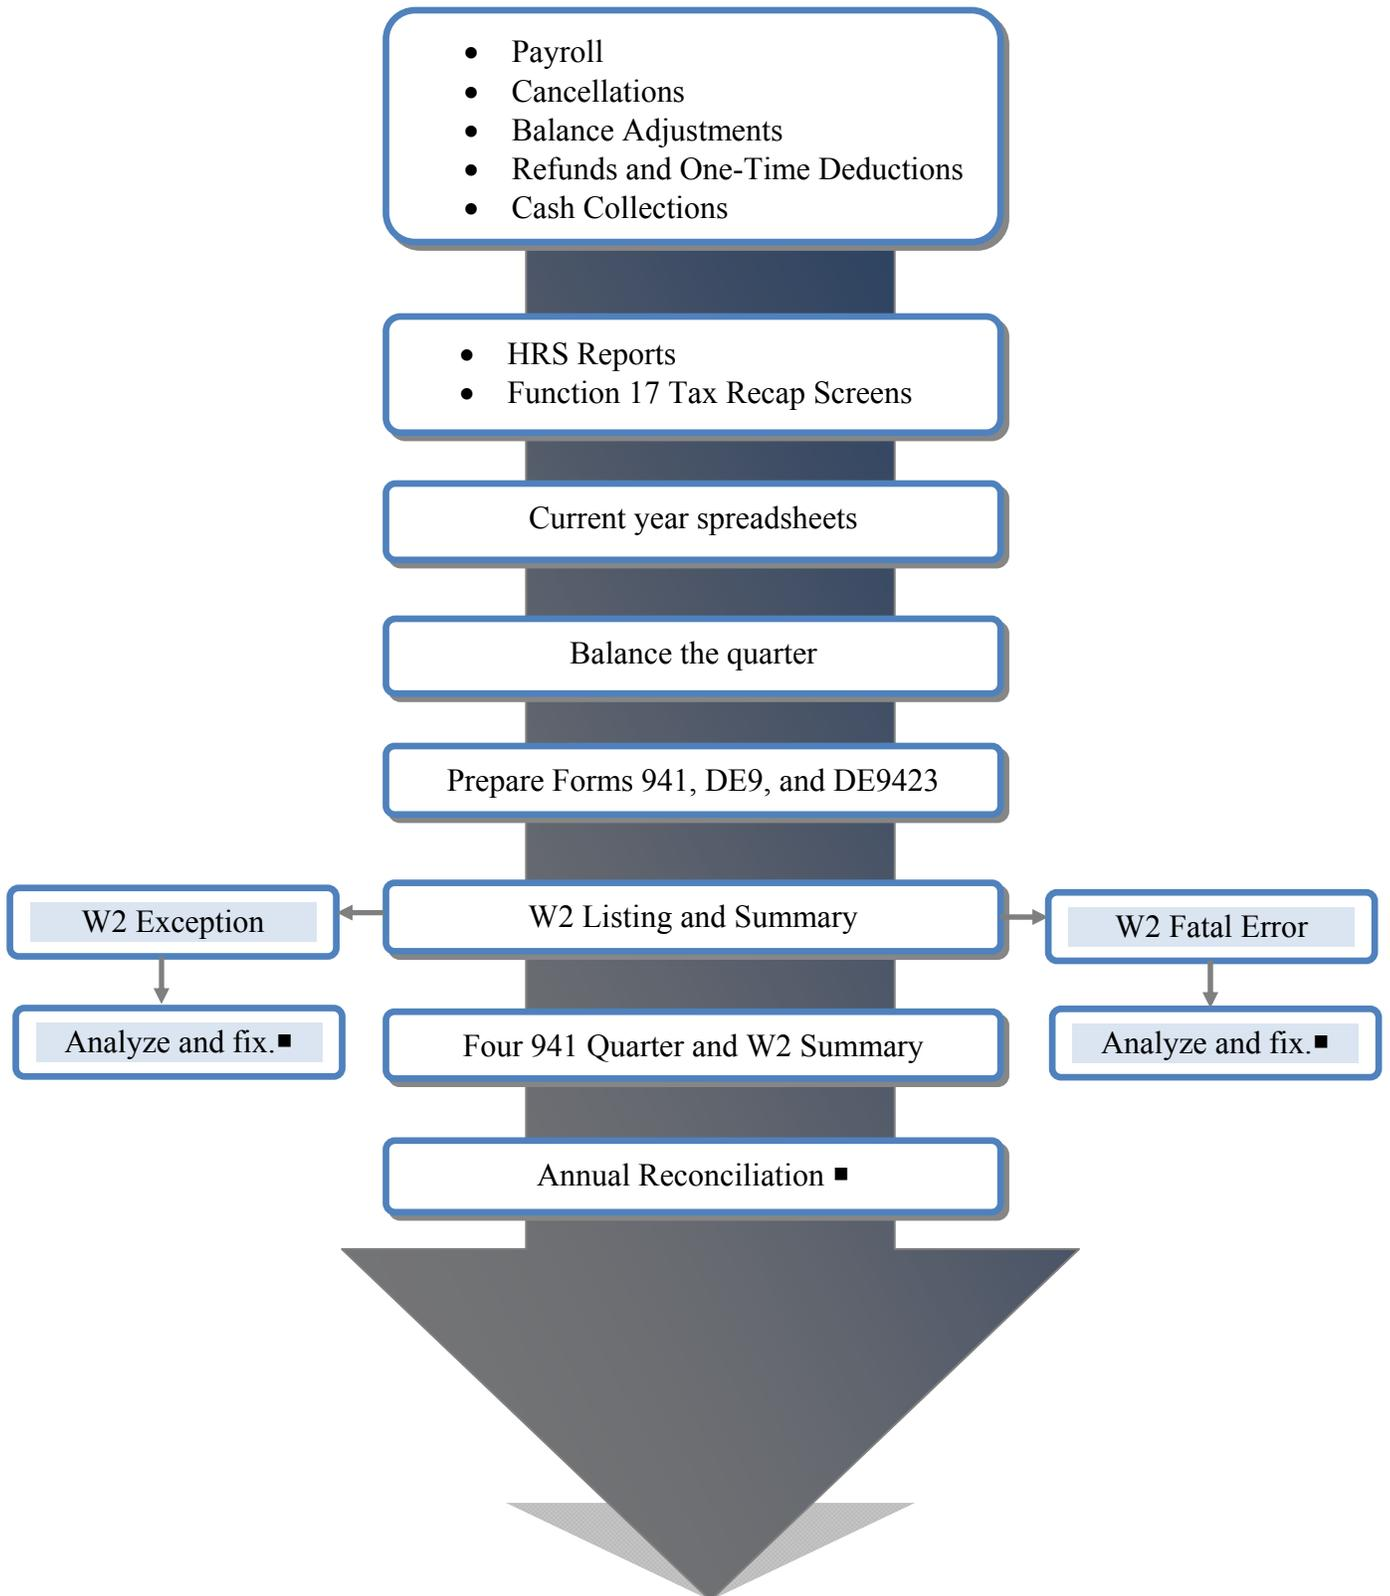 • Payroll
• Cancellations
• Balance Adjustments
• Refunds and One-Time Deductions
• Cash Collections
• HRS Reports
• Function 17 Tax Recap Screens
Current year spreadsheets
Balance the quarter
Prepare Forms 941, DE9, and DE9423
W2 Exception
W2 Listing and Summary
W2 Fatal Error
Analyze and fix.■
Four 941 Quarter and W2 Summary
Analyze and fix.■
Annual Reconciliation ■